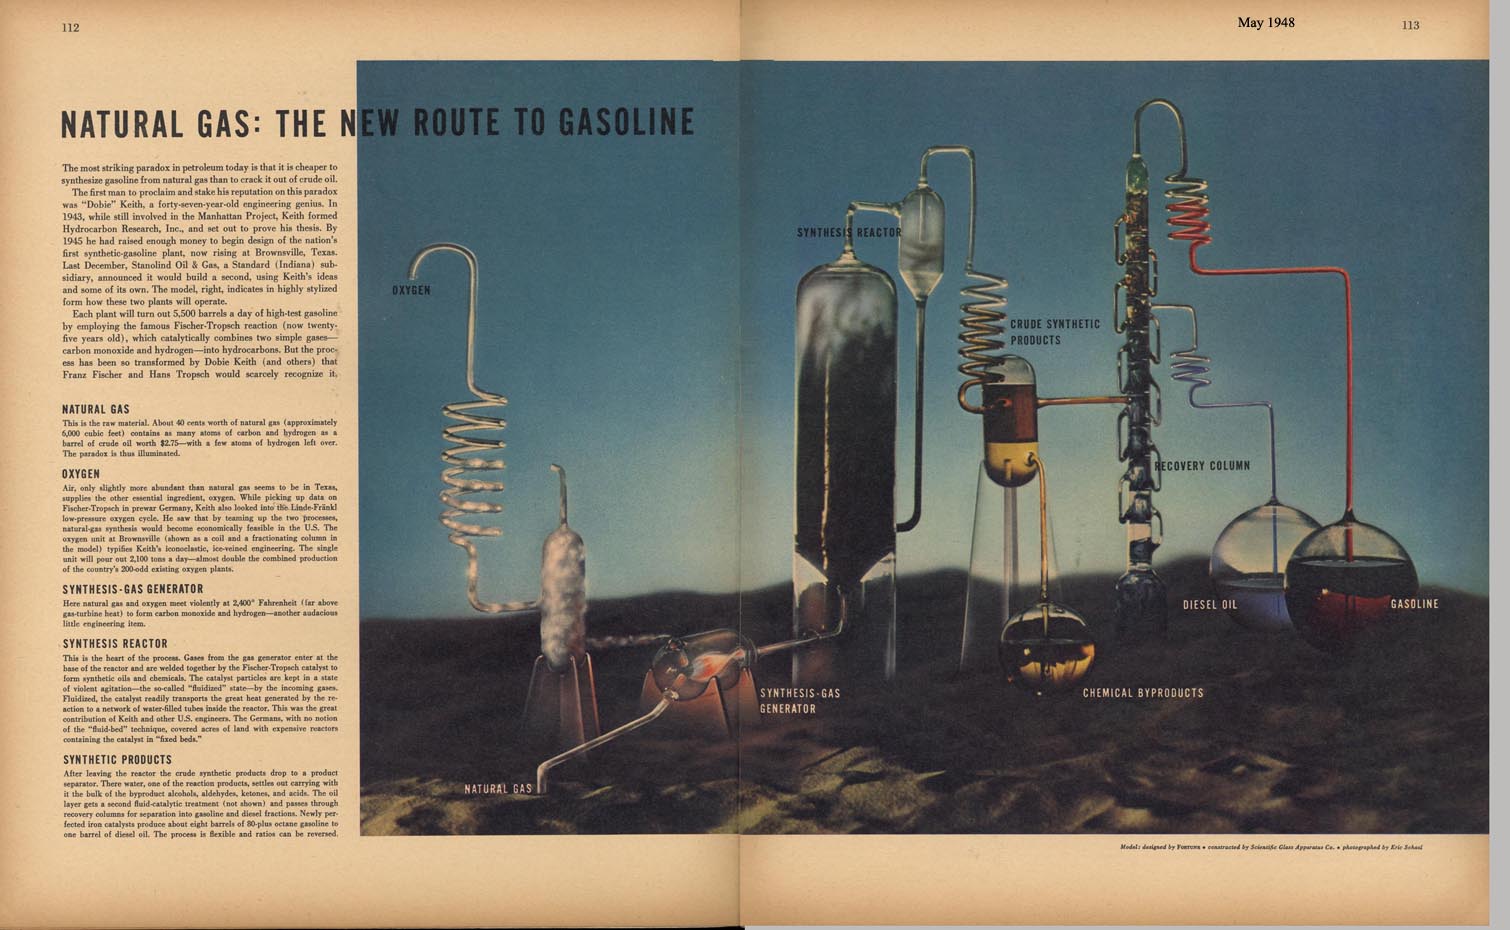 112
May 1948
113
NATURAL GAS: THE NEW ROUTE TO GASOLINE
The most striking paradox in petroleum today is that it is cheaper to
synthesize gasoline from natural gas than to crack it out of crude oil.
The first man to proclaim and stake his reputation on this paradox
was “Dobie” Keith, a forty-seven-year-old engineering genius. In
1943, while still involved in the Manhattan Project, Keith formed
Hydrocarbon Research, Inc., and set out to prove his thesis. By
1945 he had raised enough money to begin design of the nation’s
first synthetic-gasoline plant, now rising at Brownsville, Texas.
Last December, Stanolind Oil & Gas, a Standard (Indiana) sub-
sidiary, announced it would build a second, using Keith’s ideas
and some of its own. The model, right, indicates in highly stylized
form how these two plants will operate.
Each plant will turn out 5,500 barrels a day of high-test gasoline
by employing the famous Fischer-Tropsch reaction (now twenty-
five years old), which catalytically combines two simple gases—
carbon monoxide and hydrogen—into hydrocarbons. But the proc-
ess has been so transformed by Dobie Keith (and others) that
Franz Fischer and Hans Tropsch would scarcely recognize it.
NATURAL GAS
This is the raw material. About 40 cents worth of natural gas (approximately
6,000 cubic feet) contains as many atoms of carbon and hydrogen as a
barrel of crude oil worth $2.75—with a few atoms of hydrogen left over.
The paradox is thus illuminated.
OXYGEN
Air, only slightly more abundant than natural gas seems to be in Texas,
supplies the other essential ingredient, oxygen. While picking up data on
Fischer-Tropsch in prewar Germany, Keith also looked into the Linde-Fränkl
low-pressure oxygen cycle. He saw that by teaming up the two processes,
natural-gas synthesis would become economically feasible in the U.S. The
oxygen unit at Brownsville (shown as a coil and a fractionating column in
the model) typifies Keith’s iconoclastic, ice-veined engineering. The single
unit will pour out 2,100 tons a day—almost double the combined production
of the country’s 200-odd existing oxygen plants.
SYNTHESIS-GAS GENERATOR
Here natural gas and oxygen meet violently at 2,400° Fahrenheit (far above
gas-turbine heat) to form carbon monoxide and hydrogen—another audacious
little engineering item.
SYNTHESIS REACTOR
This is the heart of the process. Gases from the gas generator enter at the
base of the reactor and are welded together by the Fischer-Tropsch catalyst to
form synthetic oils and chemicals. The catalyst particles are kept in a state
of violent agitation—the so-called “fluidized” state—by the incoming gases.
Fluidized, the catalyst readily transports the great heat generated by the re-
action to a network of water-filled tubes inside the reactor. This was the great
contribution of Keith and other U.S. engineers. The Germans, with no notion
of the “fluid-bed” technique, covered acres of land with expensive reactors
containing the catalyst in “fixed beds.”
SYNTHETIC PRODUCTS
After leaving the reactor the crude synthetic products drop to a product
separator. There water, one of the reaction products, settles out carrying with
it the bulk of the byproduct alcohols, aldehydes, ketones, and acids. The oil
layer gets a second fluid-catalytic treatment (not shown) and passes through
recovery columns for separation into gasoline and diesel fractions. Newly per-
fected iron catalysts produce about eight barrels of 80-plus octane gasoline to
one barrel of diesel oil. The process is flexible and ratios can be reversed.
OXYGEN
SYNTHESIS REACTOR
CRUDE SYNTHETIC
PRODUCTS
RECOVERY COLUMN
DIESEL OIL
GASOLINE
SYNTHESIS-GAS
GENERATOR
CHEMICAL BYPRODUCTS
NATURAL GAS
Model: designed by FORTUNE • constructed by Scientific Glass Apparatus Co. • photographed by Eric Schaal